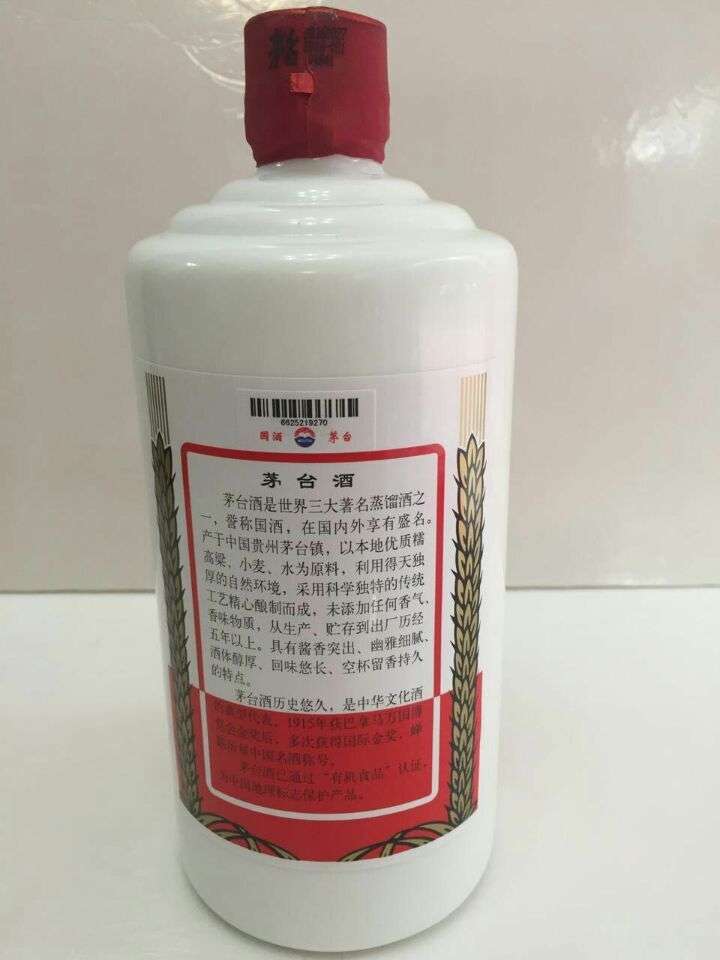 6625219270
国酒 茅台
茅台酒
茅台酒是世界三大著名蒸馏酒之
一，誉称国酒，在国内外享有盛名。
产于中国贵州茅台镇，以本地优质糯
高粱、小麦、水为原料，利用得天独
厚的自然环境，采用科学独特的传统
工艺精心酿制而成，未添加任何香气、
香味物质，从生产、贮存到出厂历经
五年以上。具有酱香突出、幽雅细腻、
酒体醇厚、回味悠长、空杯留香持久
的特点。
茅台酒历史悠久，是中华文化酒
的典型代表，1915年获巴拿马万国博
览会金奖后，多次获得国际金奖，蝉
联历届中国名酒称号。
茅台酒已通过“有机食品”认证，
为中国地理标志保护产品。